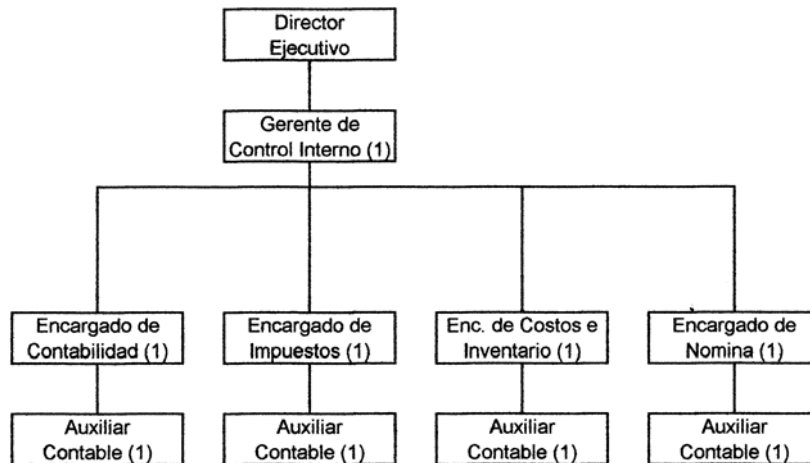 Director
Ejecutivo
Gerente de
Control Interno (1)
Encargado de
Contabilidad (1)
Encargado de
Impuestos (1)
Enc. de Costos e
Inventario (1)
Encargado de
Nomina (1)
Auxiliar
Contable (1)
Auxiliar
Contable (1)
Auxiliar
Contable (1)
Auxiliar
Contable (1)